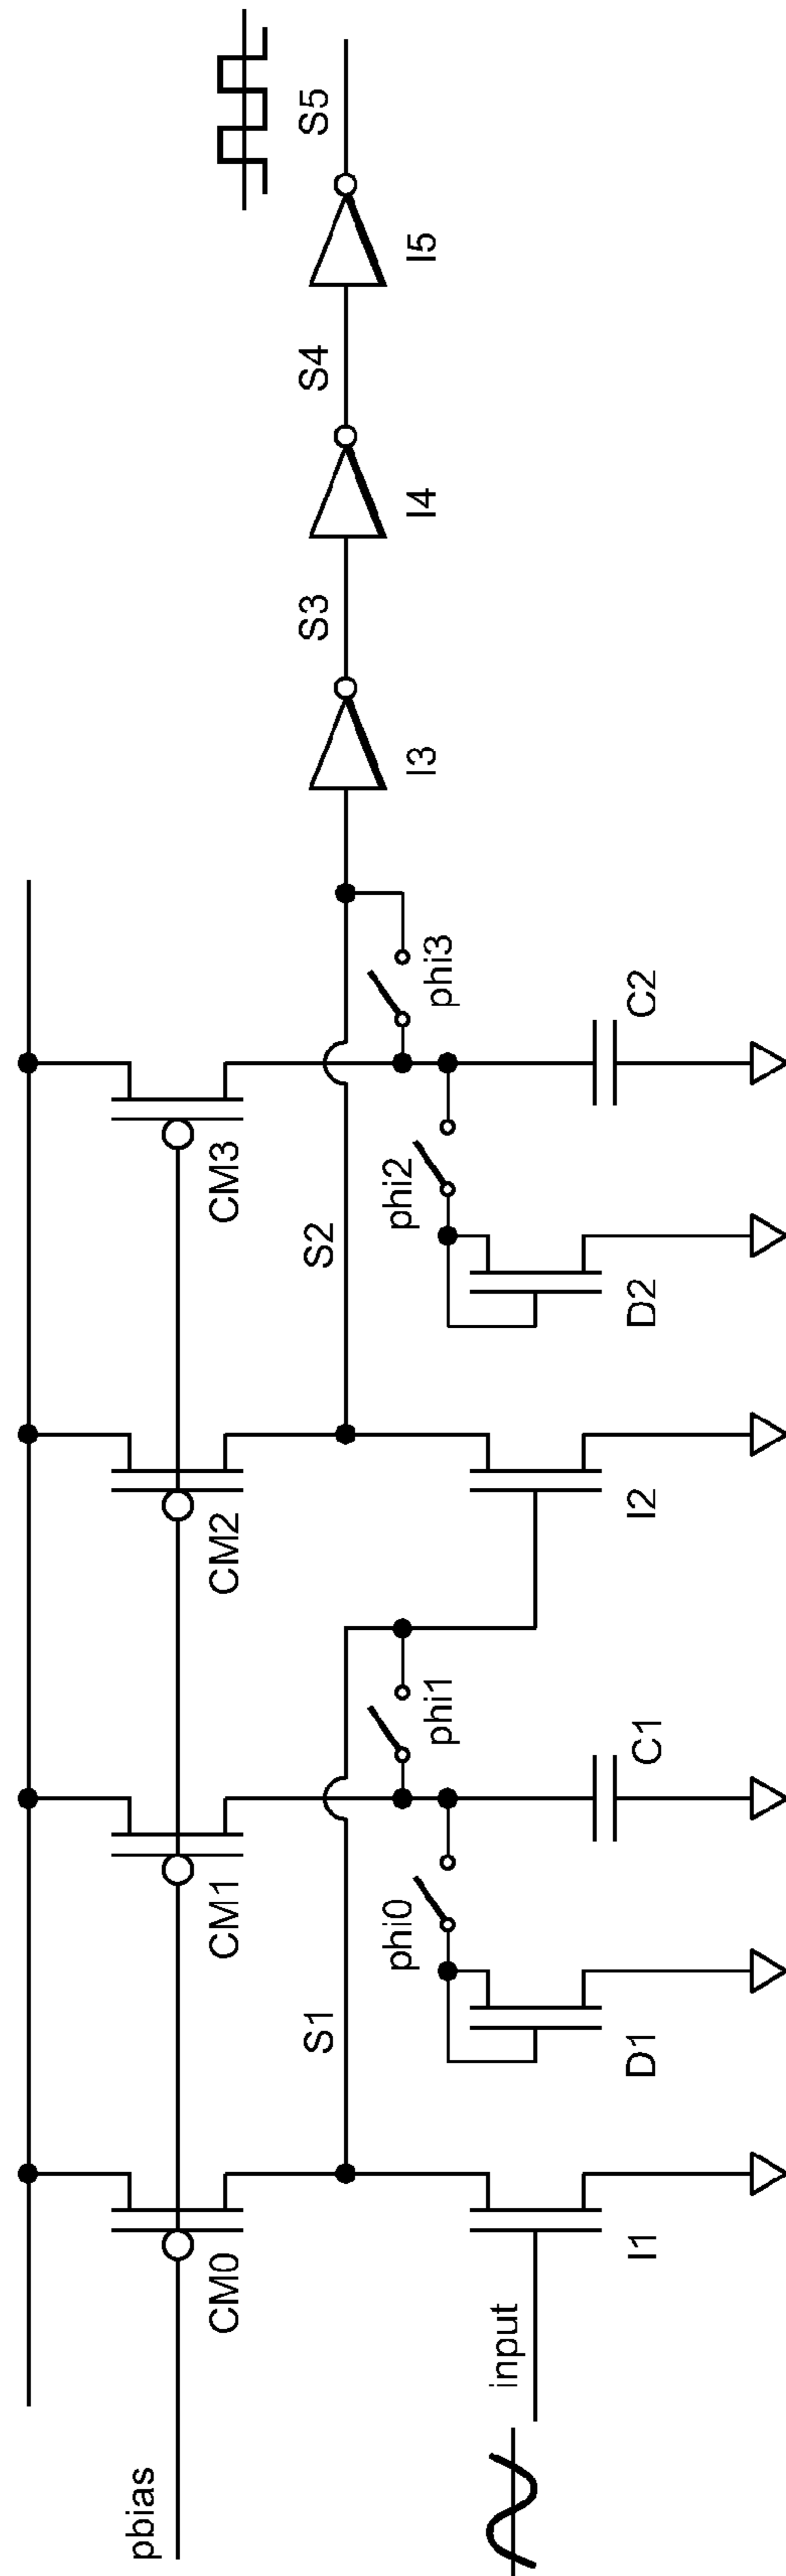 pbias
input
CM0
I1
S1
D1
phi0
CM1
phi1
C1
CM2
I2
S2
D2
phi2
CM3
phi3
C2
I3
S3
I4
S4
I5
S5